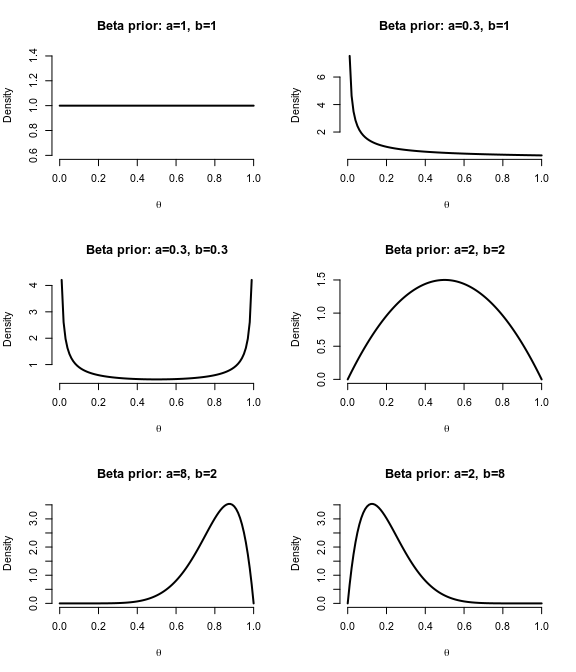 Beta prior: a=1, b=1
Density
0.6 0.8 1.0 1.2 1.4
0.0 0.2 0.4 0.6 0.8 1.0
θ
Beta prior: a=0.3, b=1
Density
2 4 6
0.0 0.2 0.4 0.6 0.8 1.0
θ
Beta prior: a=0.3, b=0.3
Density
1 2 3 4
0.0 0.2 0.4 0.6 0.8 1.0
θ
Beta prior: a=2, b=2
Density
0.0 0.5 1.0 1.5
0.0 0.2 0.4 0.6 0.8 1.0
θ
Beta prior: a=8, b=2
Density
0.0 1.0 2.0 3.0
0.0 0.2 0.4 0.6 0.8 1.0
θ
Beta prior: a=2, b=8
Density
0.0 1.0 2.0 3.0
0.0 0.2 0.4 0.6 0.8 1.0
θ